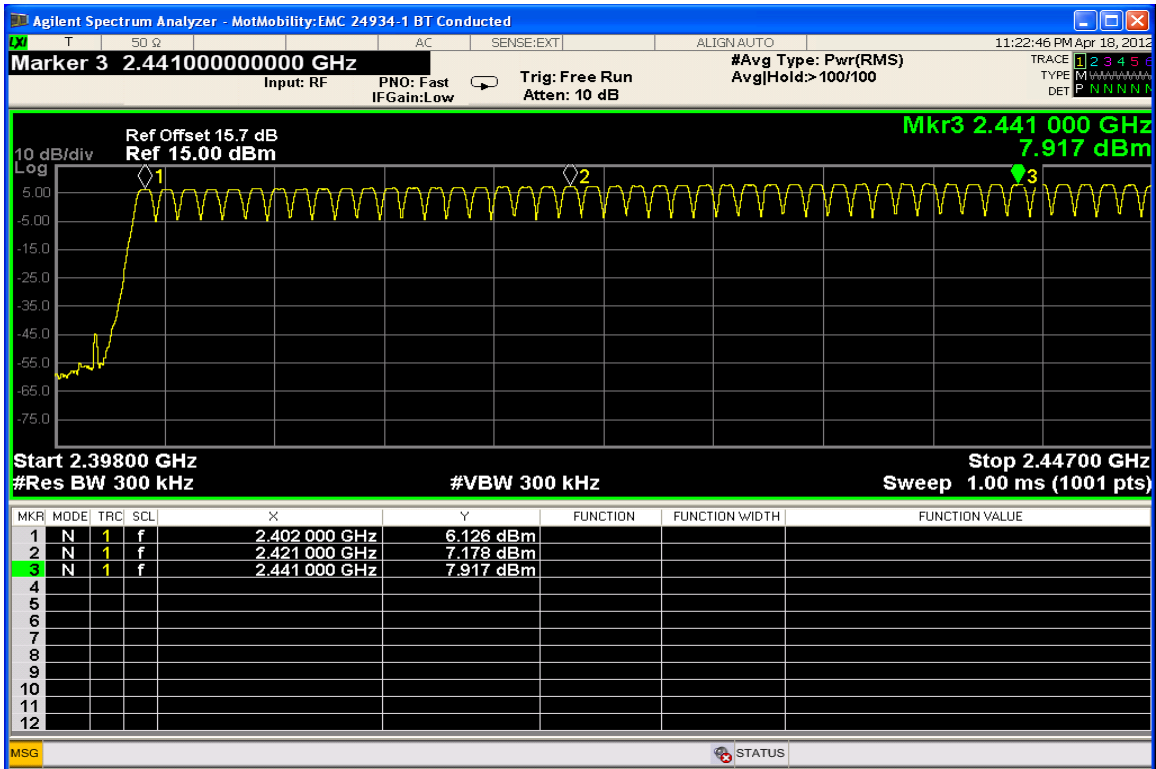 Agilent Spectrum Analyzer - MotMobility:EMC 24934-1 BT Conducted
LXI T 50 Ω AC SENSE:EXT ALIGN AUTO 11:22:46 PM Apr 18, 2012
Marker 3 2.441000000000 GHz
Input: RF
PNO: Fast
IFGain:Low
Trig: Free Run
Atten: 10 dB
#Avg Type: Pwr(RMS)
Avg|Hold:>100/100
TRACE 1 2 3 4 5 6
TYPE M
DET P N N N N N
Mkr3 2.441 000 GHz
7.917 dBm
Ref Offset 15.7 dB
10 dB/div Ref 15.00 dBm
Log
1 2 3
5.00
-5.00
-15.0
-25.0
-35.0
-45.0
-55.0
-65.0
-75.0
Start 2.39800 GHz Stop 2.44700 GHz
#Res BW 300 kHz #VBW 300 kHz Sweep 1.00 ms (1001 pts)
MKR MODE TRC SCL X Y FUNCTION FUNCTION WIDTH FUNCTION VALUE
1 N 1 f 2.402 000 GHz 6.126 dBm
2 N 1 f 2.421 000 GHz 7.178 dBm
3 N 1 f 2.441 000 GHz 7.917 dBm
4
5
6
7
8
9
10
11
12
MSG STATUS